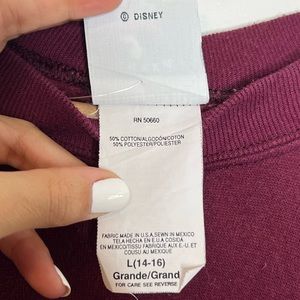 © DISNEY
RN 50660
50% COTTON/ALGODÓN/COTON
50% POLYESTER/POLIESTER
FABRIC MADE IN U.S.A, SEWN IN MEXICO
TELA HECHA EN E.U.A COSIDA
EN MEXICO/TISSU FABRIQUE AUX E.-U. ET
COUSU AU MEXIQUE
L(14-16)
Grande/Grand
FOR CARE SEE REVERSE